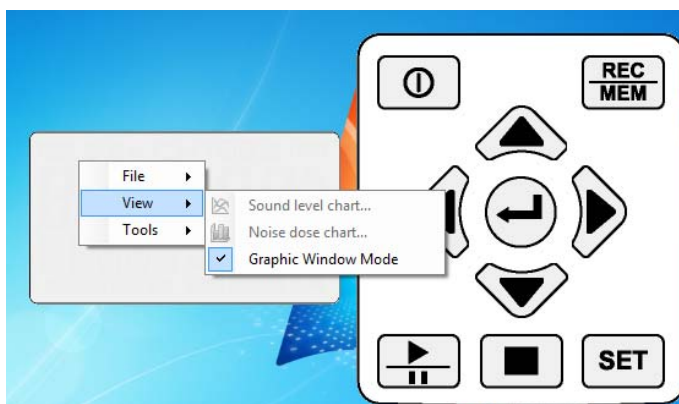 REC
MEM
File
View
Tools
Sound level chart...
Noise dose chart...
Graphic Window Mode
SET